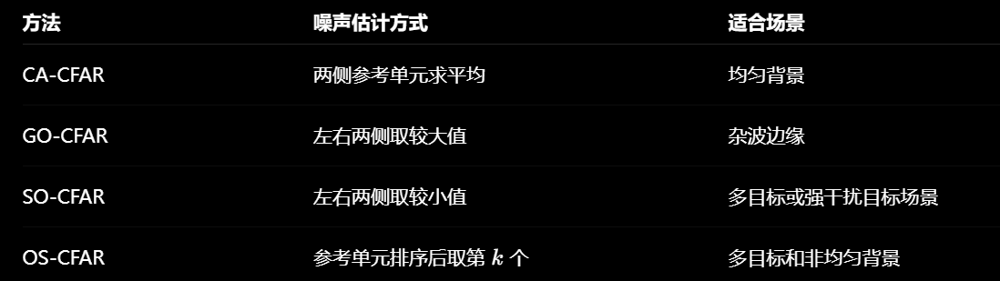 方法 噪声估计方式 适合场景
CA-CFAR 两侧参考单元求平均 均匀背景
GO-CFAR 左右两侧取较大值 杂波边缘
SO-CFAR 左右两侧取较小值 多目标或强干扰目标场景
OS-CFAR 参考单元排序后取第 k 个 多目标和非均匀背景